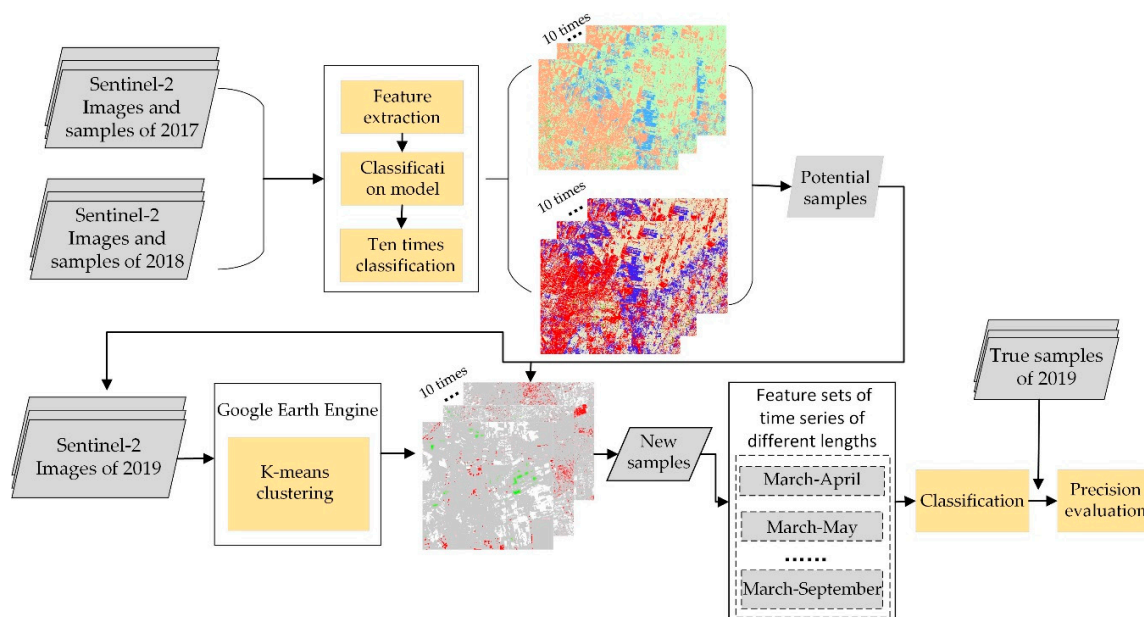 Sentinel-2
Images and
samples of 2017
Sentinel-2
Images and
samples of 2018
Feature
extraction
Classificati
on model
Ten times
classification
10 times
...
10 times
...
Potential
samples
Sentinel-2
Images of 2019
Google Earth Engine
K-means
clustering
10 times
...
New
samples
Feature sets of
time series of
different lengths
March-April
March-May
......
March-September
True samples
of 2019
Classification
Precision
evaluation